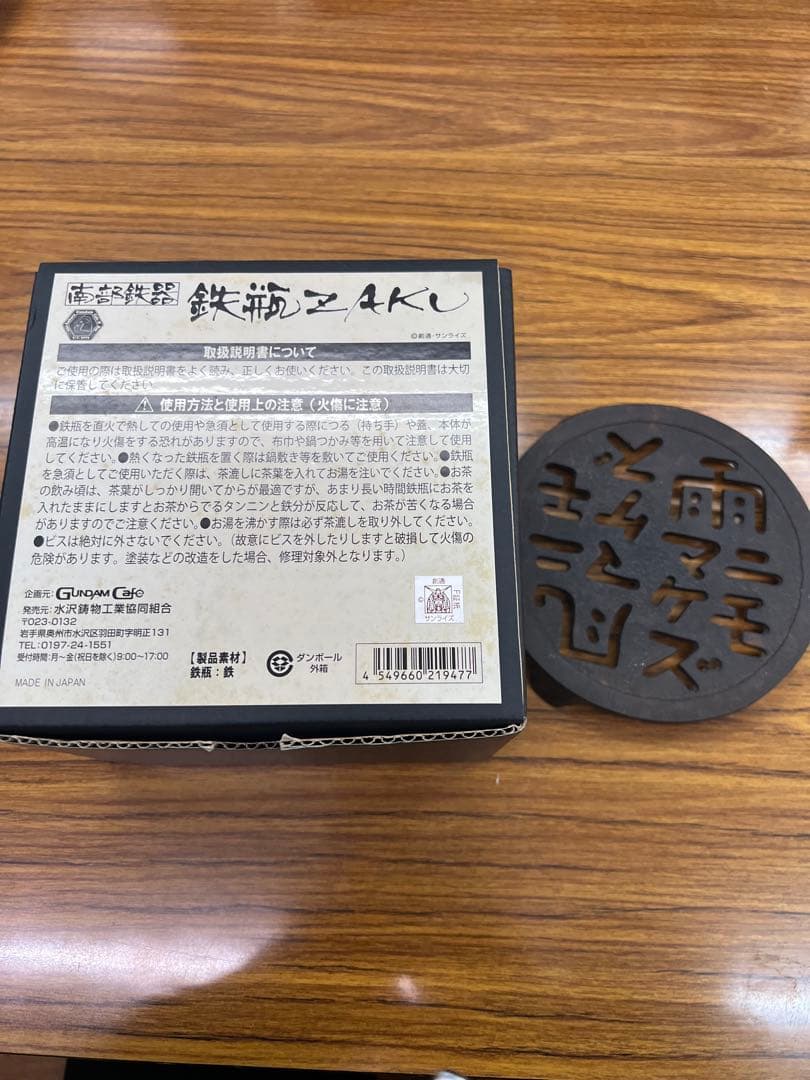 南部鉄器 鉄瓶ZAKU
©創通・サンライズ
取扱説明書について
ご使用の際は取扱説明書をよく読み、正しくお使いください。この取扱説明書は大切
に保管してください
使用方法と使用上の注意（火傷に注意）
●鉄瓶を直火で熱しての使用や急須として使用する際につる（持ち手）や蓋、本体が
高温になり火傷をする恐れがありますので、布巾や鍋つかみ等を用いて注意して使用
してください。●熱くなった鉄瓶を置く際は鍋敷き等を敷いてご使用ください。●鉄瓶
を急須としてご使用いただく際は、茶漉しに茶葉を入れてお湯を注いでください。●お茶
の飲み頃は、茶葉がしっかり開いてからが最適ですが、あまり長い時間鉄瓶にお茶を
入れたままにしますとお茶からでるタンニンと鉄分が反応して、お茶が苦くなる場合
がありますのでご注意ください。●お湯を沸かす際は必ず茶漉しを取り外してください。
●ビスは絶対に外さないでください。（故意にビスを外したりしますと破損して火傷の
危険があります。塗装などの改造をした場合、修理対象外となります。）
企画元：GUNDAM Café
発売元：水沢鋳物工業協同組合
〒023-0132
岩手県奥州市水沢区羽田町字明正131
TEL：0197-24-1551
受付時間：月〜金（祝日を除く）9:00〜17:00
MADE IN JAPAN
【製品素材】
鉄瓶：鉄
ダンボール
外箱
創通
©
サンライズ
証紙
4 549660 219477
雨ニモ
マケズ
風ニモ
マケズ